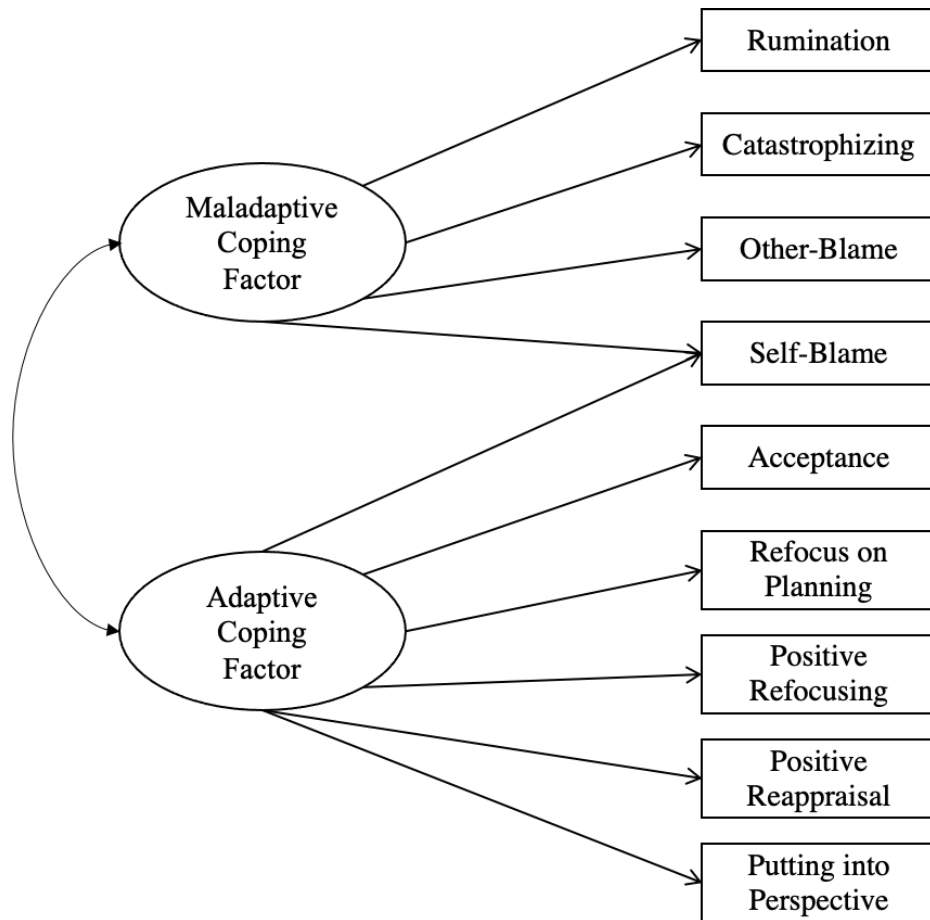 Rumination
Catastrophizing
Maladaptive
Coping
Factor
Other-Blame
Self-Blame
Acceptance
Refocus on
Planning
Adaptive
Coping
Factor
Positive
Refocusing
Positive
Reappraisal
Putting into
Perspective